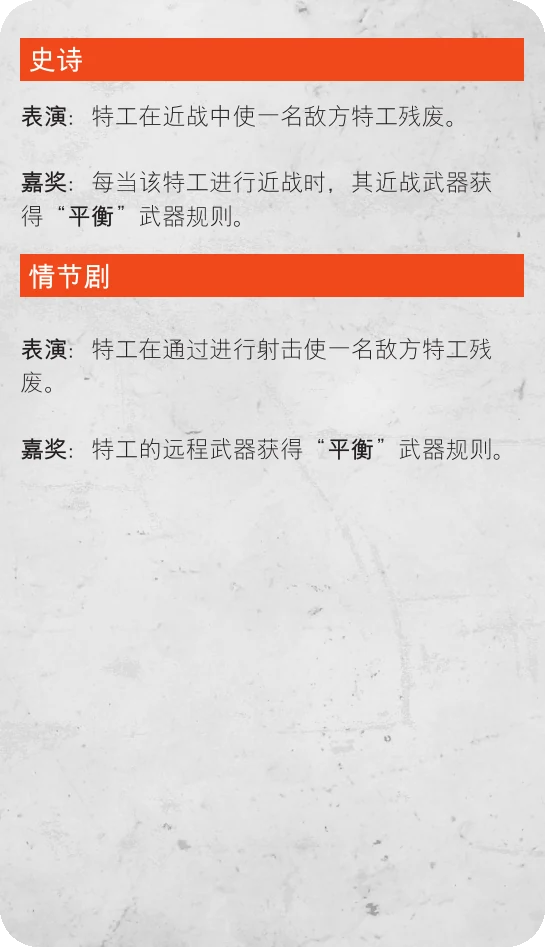 史诗
表演：特工在近战中使一名敌方特工残废。
嘉奖：每当该特工进行近战时，其近战武器获
得“平衡”武器规则。
情节剧
表演：特工在通过进行射击使一名敌方特工残
废。
嘉奖：特工的远程武器获得“平衡”武器规则。